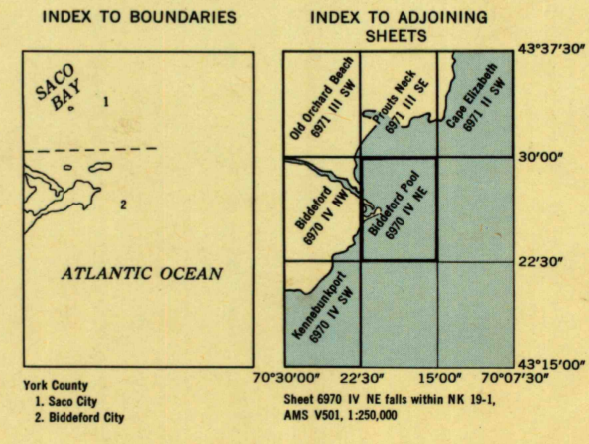 INDEX TO BOUNDARIES
SACO
BAY
1
2
ATLANTIC OCEAN
York County
1. Saco City
2. Biddeford City
INDEX TO ADJOINING
SHEETS
43°37'30"
Old Orchard Beach
6971 III SW
Prouts Neck
6971 III SE
Cape Elizabeth
6971 II SW
30'00"
Biddeford
6970 IV NW
Biddeford Pool
6970 IV NE
22'30"
Kennebunkport
6970 IV SW
43°15'00"
70°30'00"
22'30"
15'00"
70°07'30"
Sheet 6970 IV NE falls within NK 19-1,
AMS V501, 1:250,000